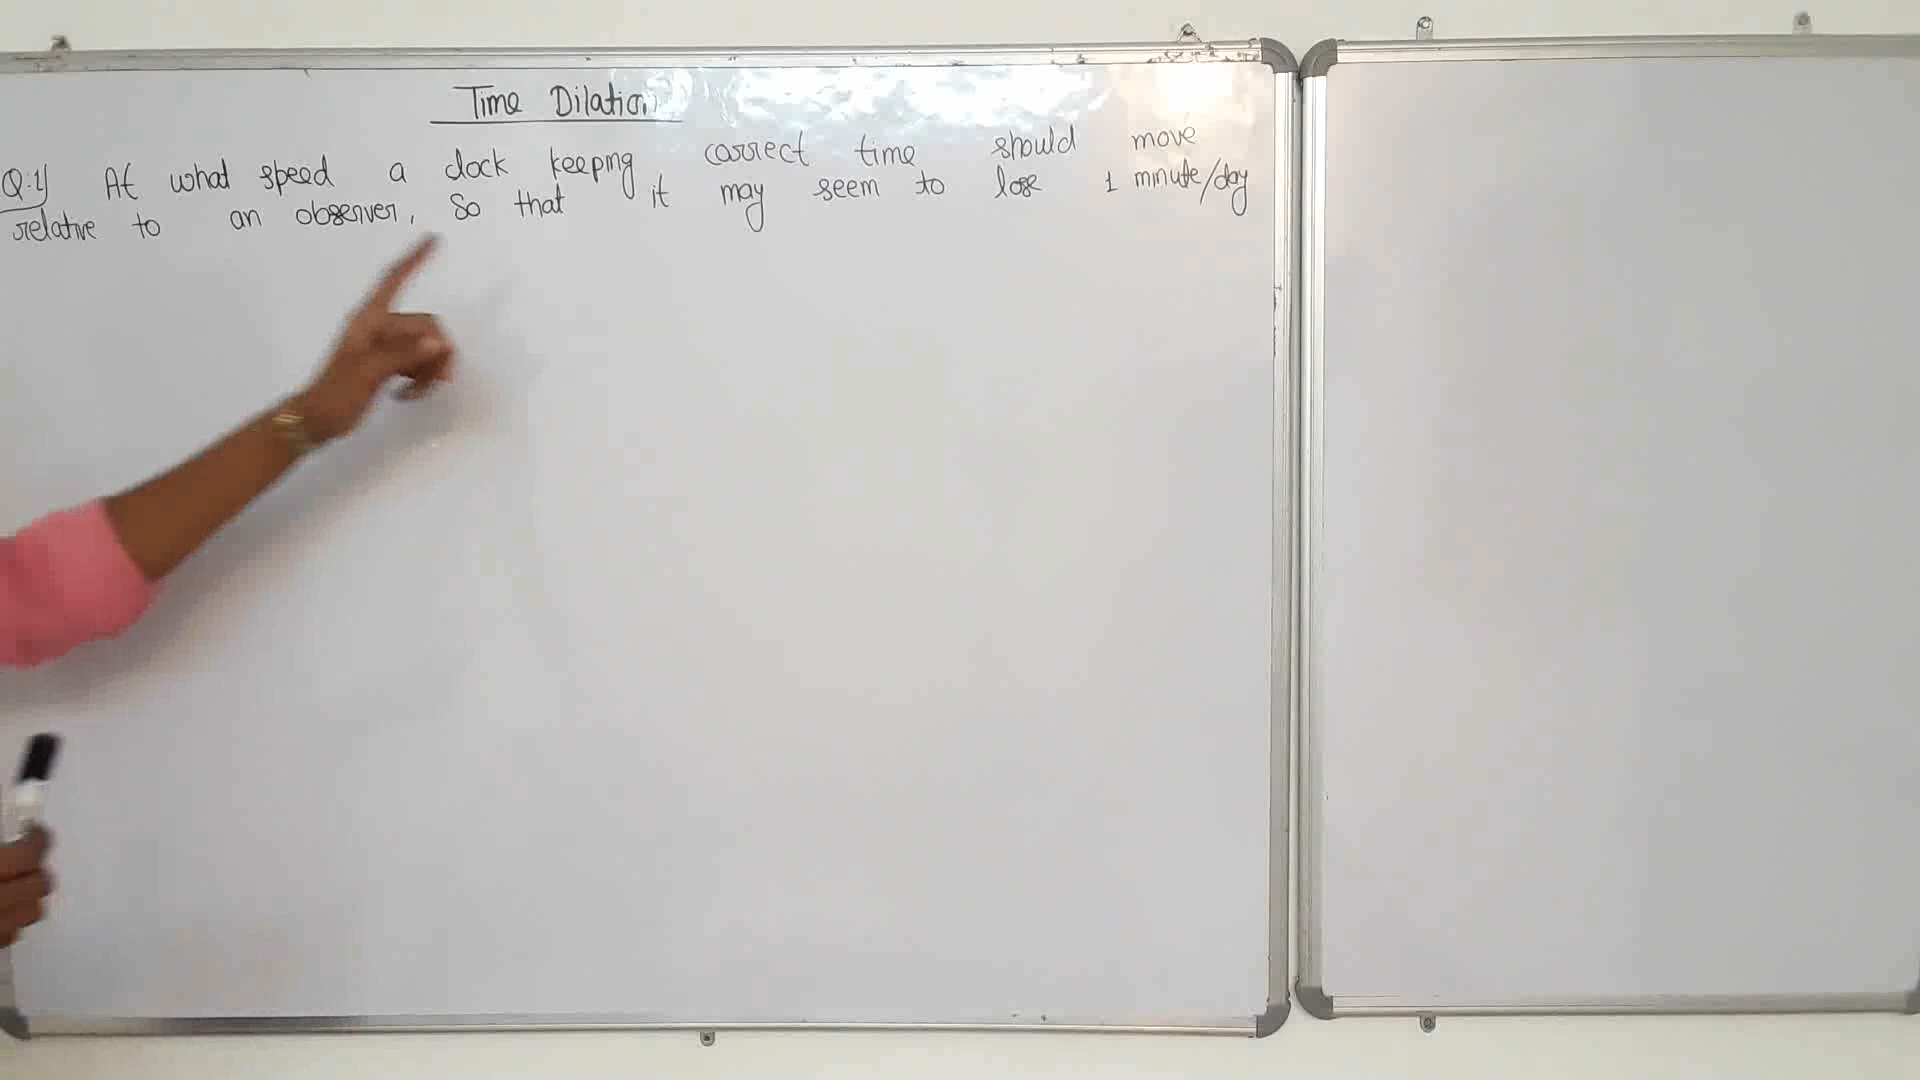 Time Dilation
Q:1) At what speed a clock keeping correct time should move
relative to an observer, so that it may seem to lose 1 minute/day